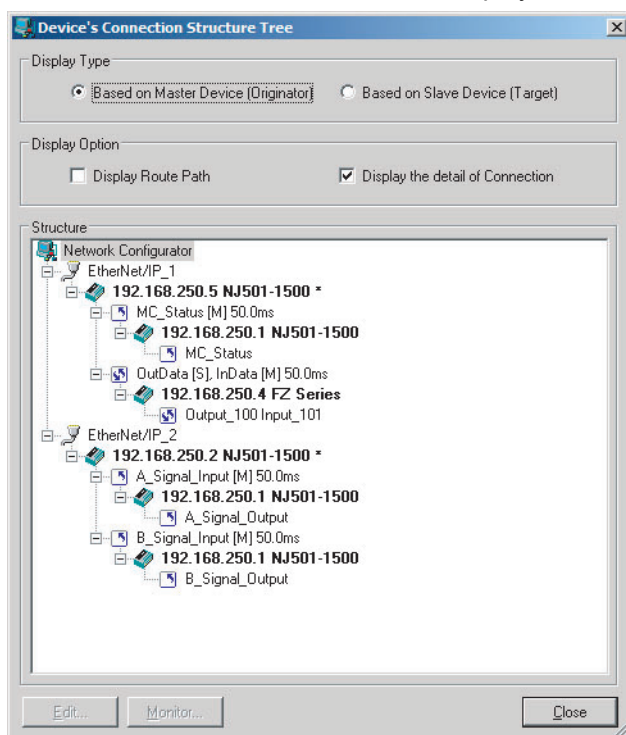 Device's Connection Structure Tree
Display Type
Based on Master Device (Originator)
Based on Slave Device (Target)
Display Option
Display Route Path
Display the detail of Connection
Structure
Network Configurator
EtherNet/IP_1
192.168.250.5 NJ501-1500 *
MC_Status [M] 50.0ms
192.168.250.1 NJ501-1500
MC_Status
OutData [S], InData [M] 50.0ms
192.168.250.4 FZ Series
Output_100 Input_101
EtherNet/IP_2
192.168.250.2 NJ501-1500 *
A_Signal_Input [M] 50.0ms
192.168.250.1 NJ501-1500
A_Signal_Output
B_Signal_Input [M] 50.0ms
192.168.250.1 NJ501-1500
B_Signal_Output
Edit...
Monitor...
Close